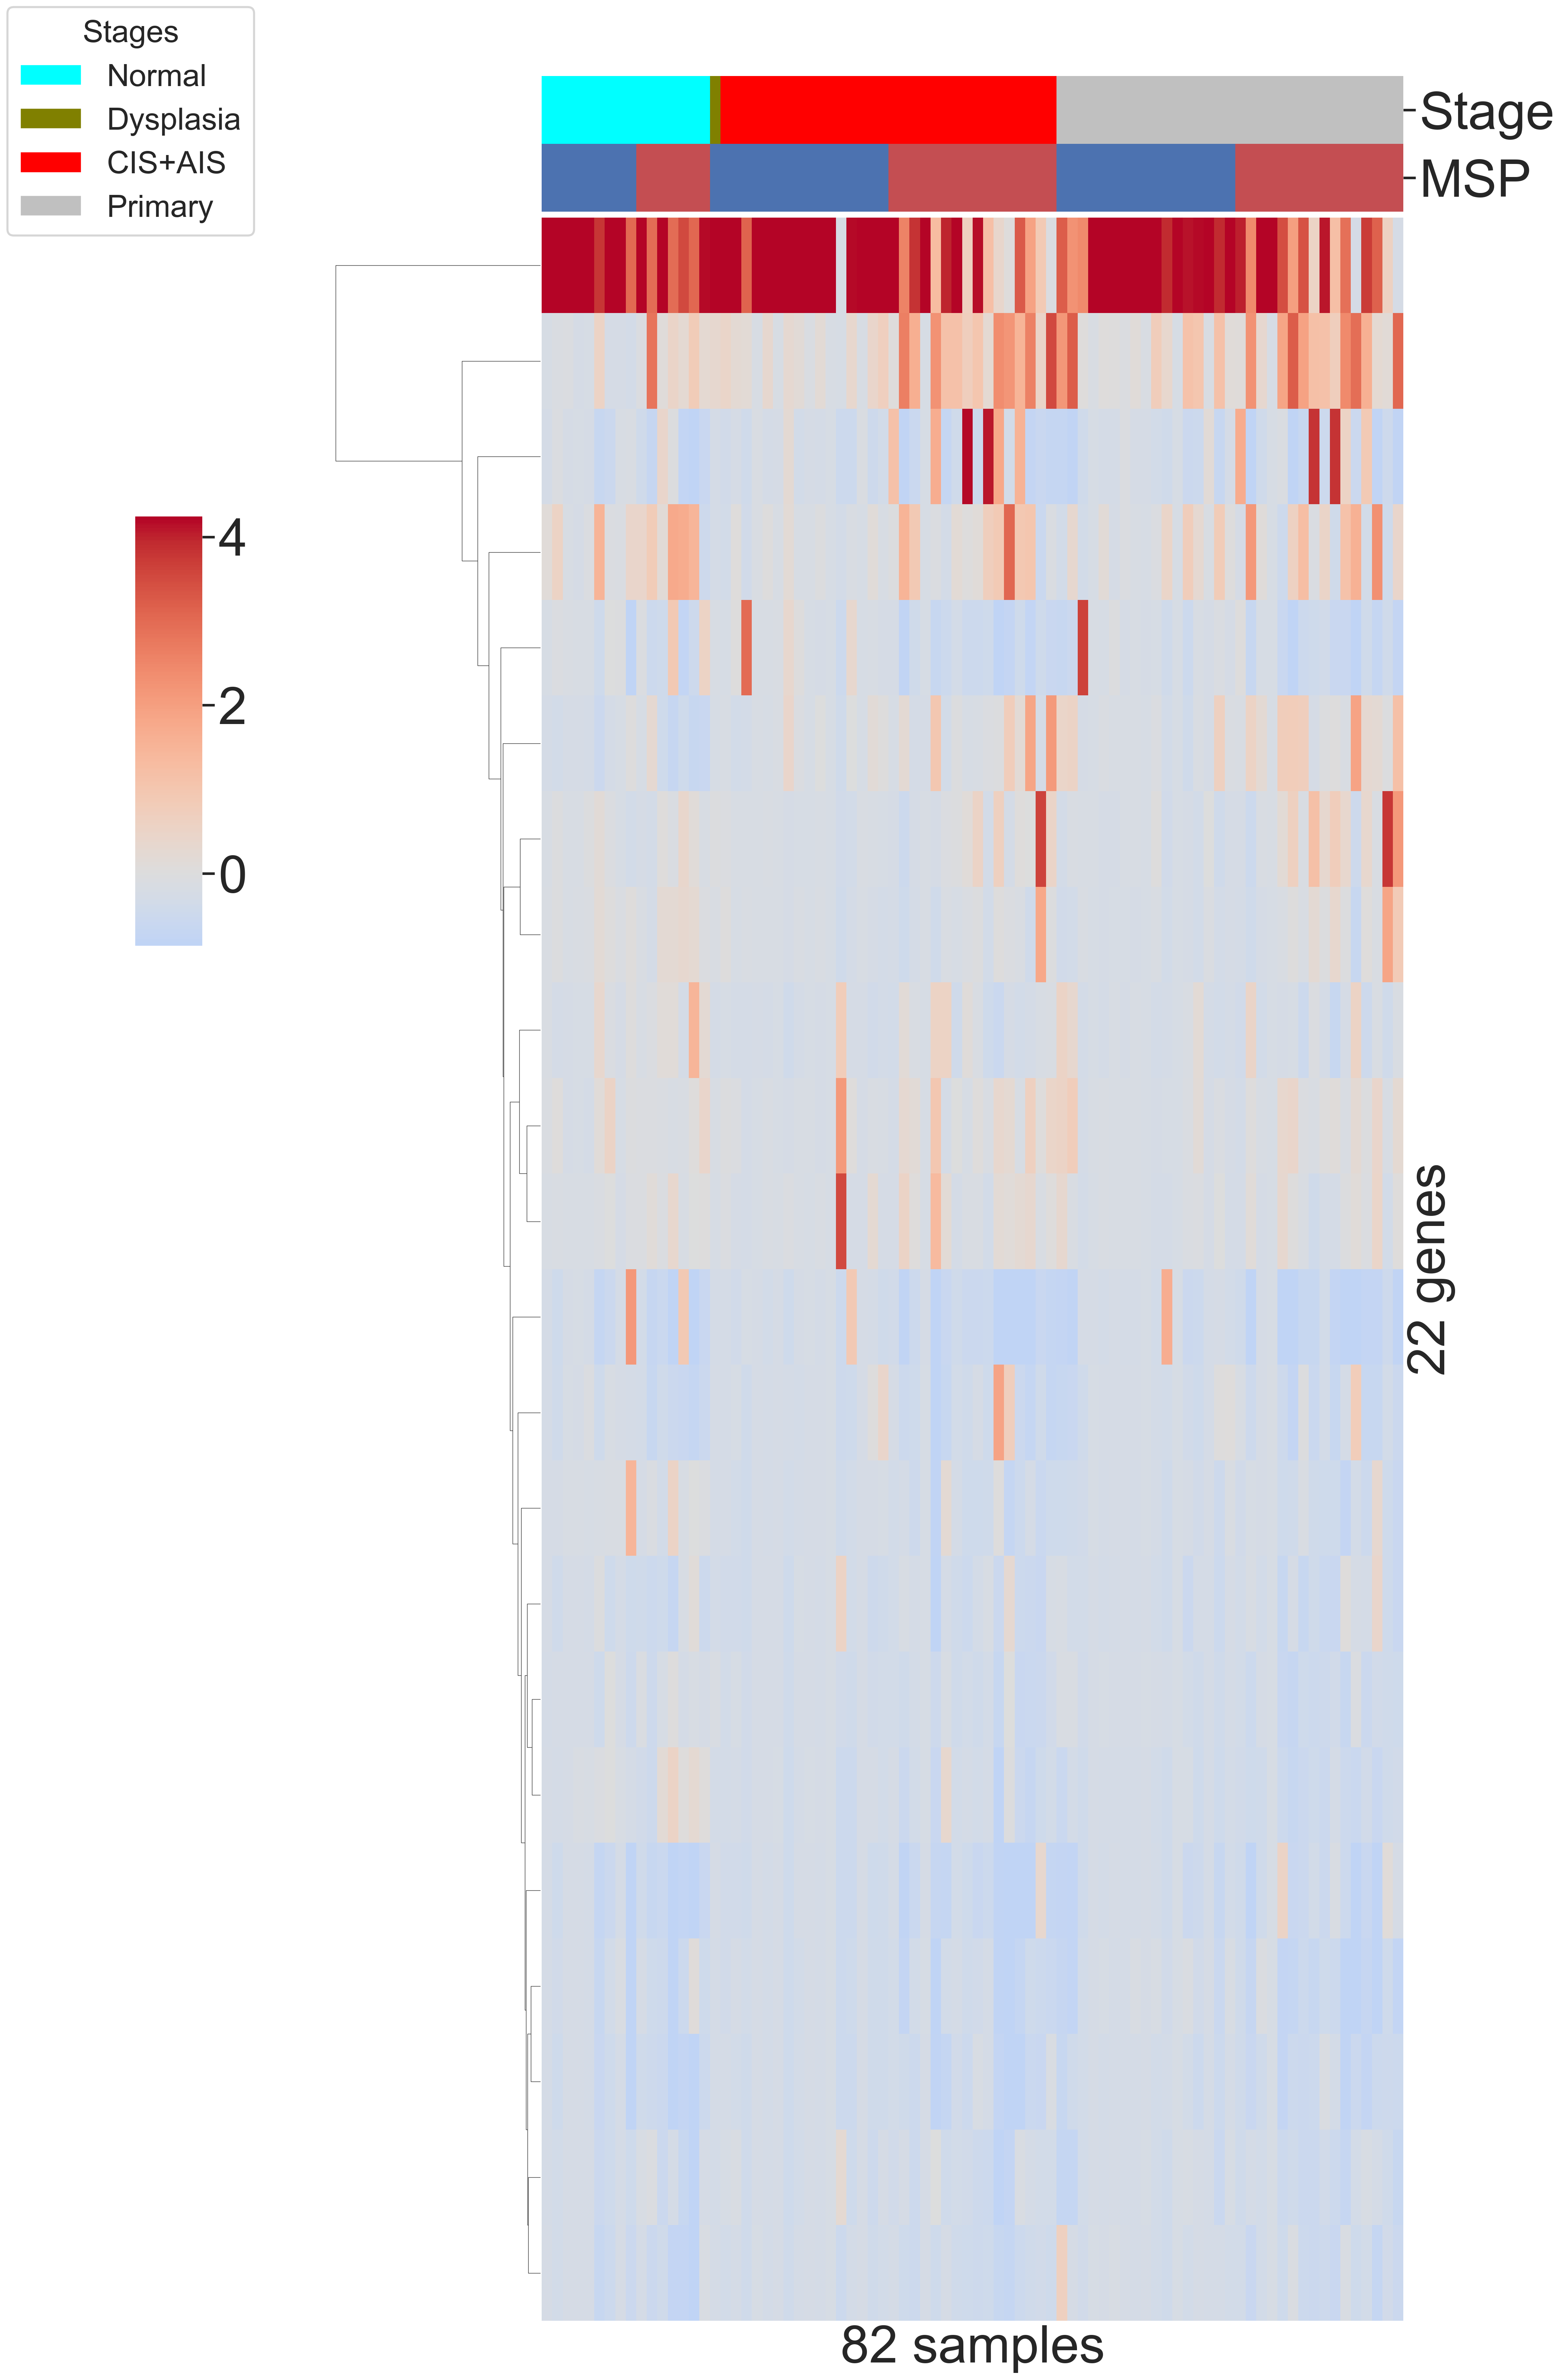 Stages
Normal
Dysplasia
CIS+AIS
Primary
Stage
MSP
4
2
0
22 genes
82 samples